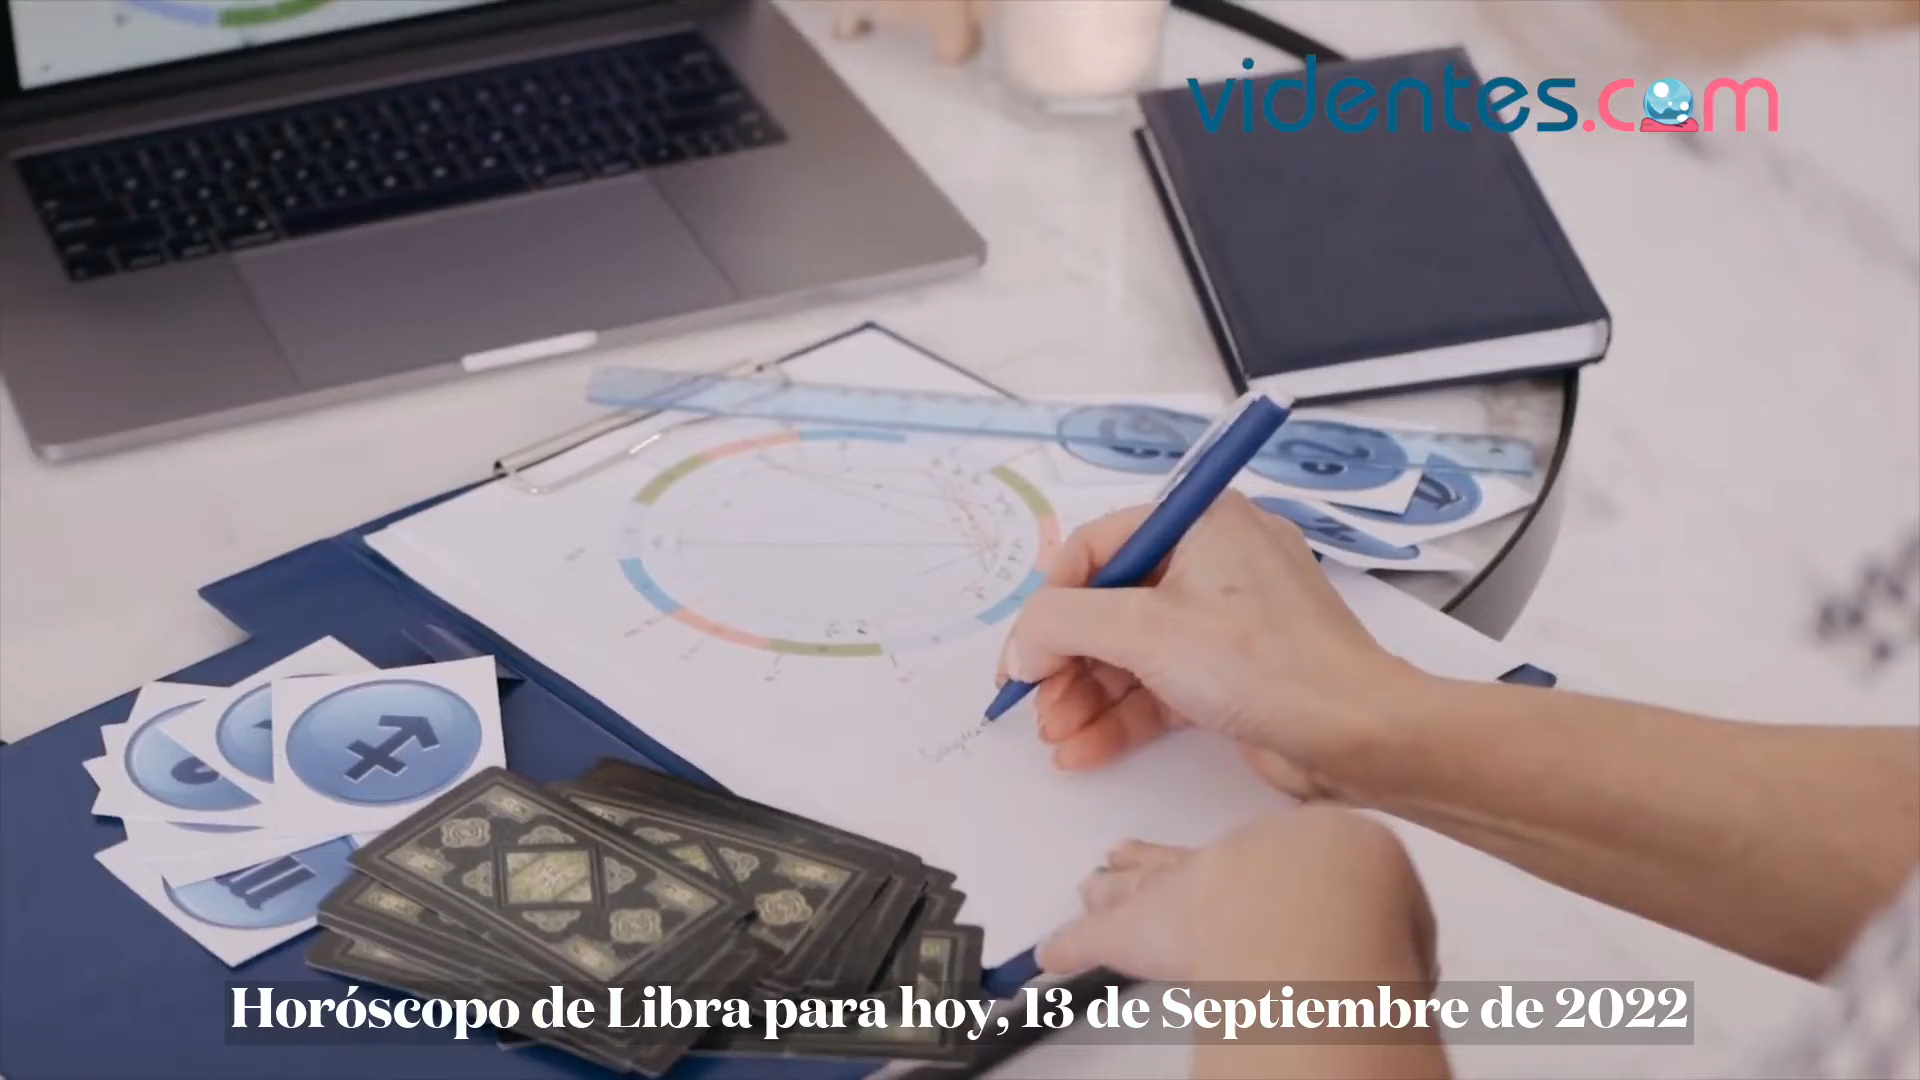 videntes.com
Horóscopo de Libra para hoy, 13 de Septiembre de 2022